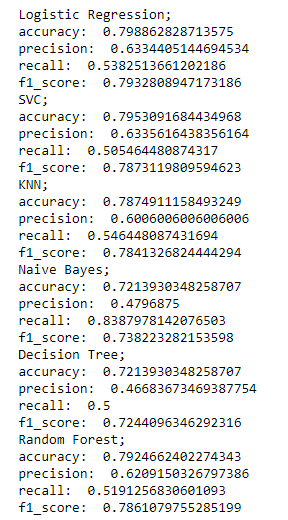 Logistic Regression;
accuracy:  0.798862828713575
precision:  0.6334405144694534
recall:  0.5382513661202186
f1_score:  0.7932808947173186
SVC;
accuracy:  0.7953091684434968
precision:  0.6335616438356164
recall:  0.505464480874317
f1_score:  0.7873119809594623
KNN;
accuracy:  0.7874911158493249
precision:  0.6006006006006006
recall:  0.546448087431694
f1_score:  0.7841326824444294
Naive Bayes;
accuracy:  0.7213930348258707
precision:  0.4796875
recall:  0.8387978142076503
f1_score:  0.738223282153598
Decision Tree;
accuracy:  0.7213930348258707
precision:  0.46683673469387754
recall:  0.5
f1_score:  0.7244096346292316
Random Forest;
accuracy:  0.7924662402274343
precision:  0.6209150326797386
recall:  0.5191256830601093
f1_score:  0.7861079755285199